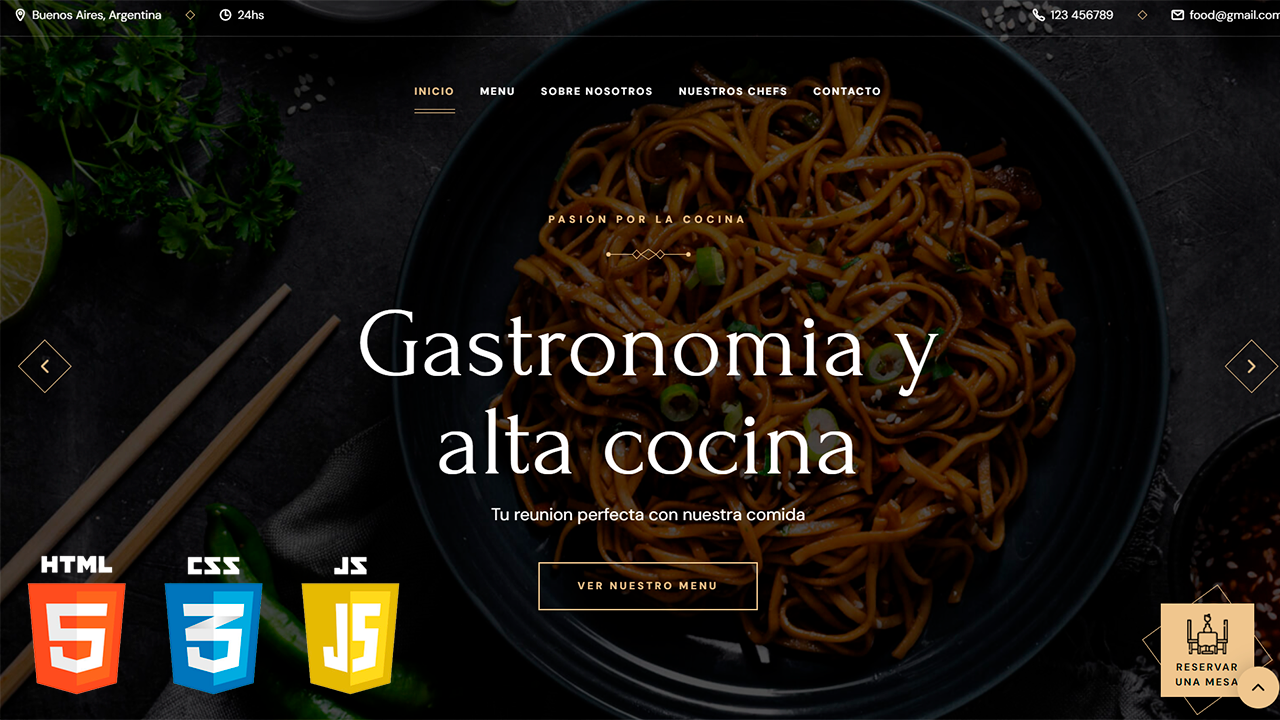 Buenos Aires, Argentina
24hs
123 456789
food@gmail.com
INICIO
MENU
SOBRE NOSOTROS
NUESTROS CHEFS
CONTACTO
PASION POR LA COCINA
Gastronomia y
alta cocina
Tu reunion perfecta con nuestra comida
VER NUESTRO MENU
HTML
CSS
JS
5
3
JS
RESERVAR
UNA MESA